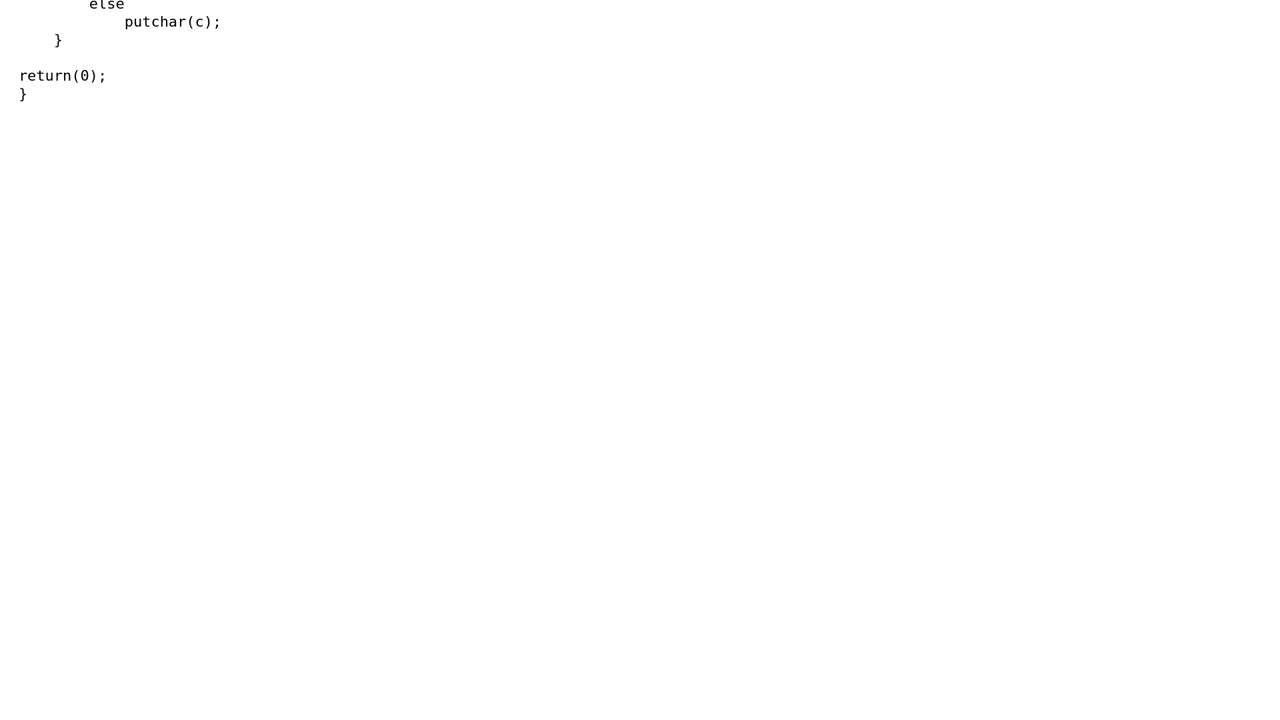 else
            putchar(c);
    }

return(0);
}